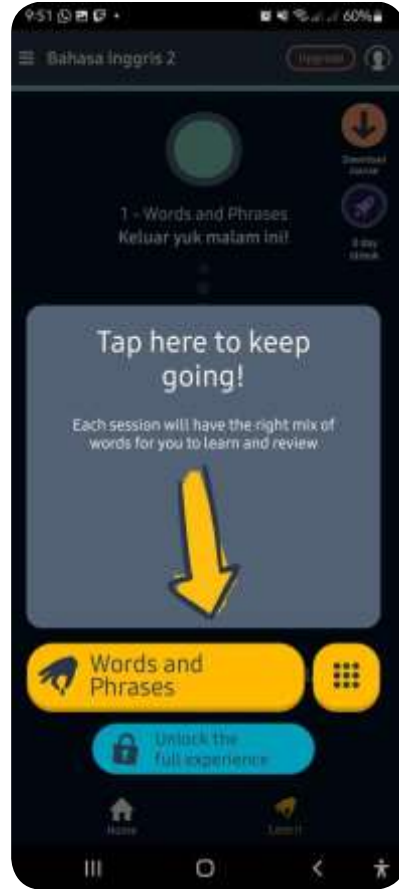 9:51
60%
Bahasa Inggris 2
Upgrade
Download
1 - Words and Phrases
Keluar yuk malam ini!
streak
Tap here to keep
going!
Each session will have the right mix of
words for you to learn and review
Words and
Phrases
Unlock the
full experience
Home
Learn